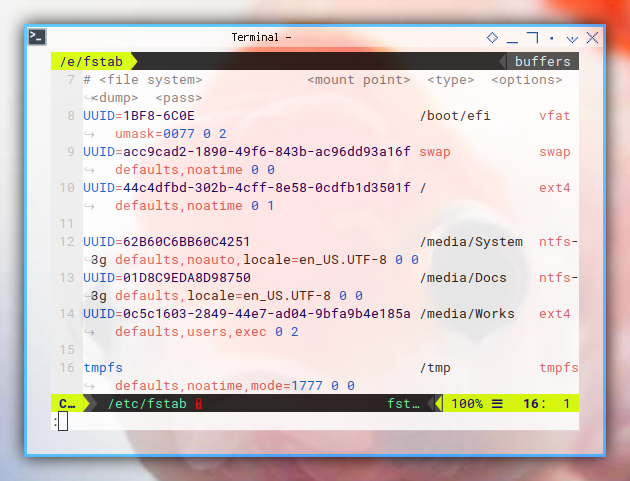 Terminal -
/e/fstab buffers
7 # <file system> <mount point> <type> <options>
<dump> <pass>
8 UUID=1BF8-6C0E /boot/efi vfat
umask=0077 0 2
9 UUID=acc9cad2-1890-49f6-843b-ac96dd93a16f swap swap
defaults,noatime 0 0
10 UUID=44c4dfbd-302b-4cff-8e58-0cdfb1d3501f / ext4
defaults,noatime 0 1
11
12 UUID=62B60C6BB60C4251 /media/System ntfs-
3g defaults,noauto,locale=en_US.UTF-8 0 0
13 UUID=01D8C9EDA8D98750 /media/Docs ntfs-
3g defaults,locale=en_US.UTF-8 0 0
14 UUID=0c5c1603-2849-44e7-ad04-9bfa9b4e185a /media/Works ext4
defaults,users,exec 0 2
15
16 tmpfs /tmp tmpfs
defaults,noatime,mode=1777 0 0
C… /etc/fstab fst… 100% ☰ 16: 1
: